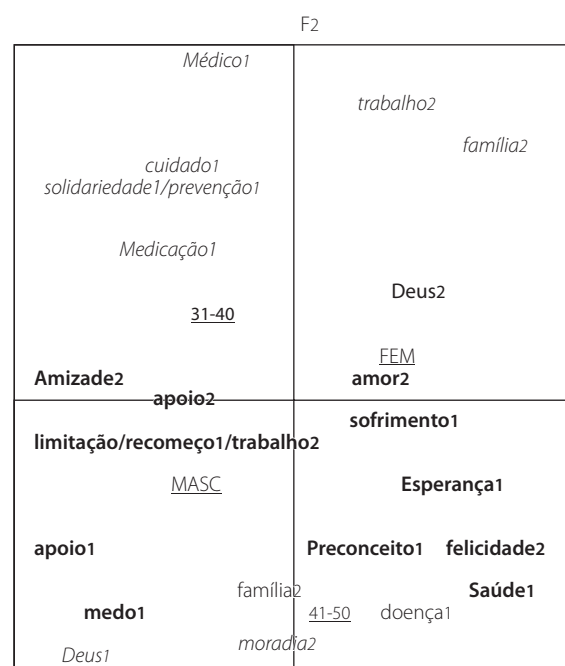 F2
Médico1
trabalho2
família2
cuidado1
solidariedade1/prevenção1
Medicação1
Deus2
31-40
FEM
Amizade2
amor2
apoio2
sofrimento1
limitação/recomeço1/trabalho2
MASC
Esperança1
apoio1
Preconceito1
felicidade2
família2
Saúde1
medo1
41-50
doença1
moradia2
Deus1